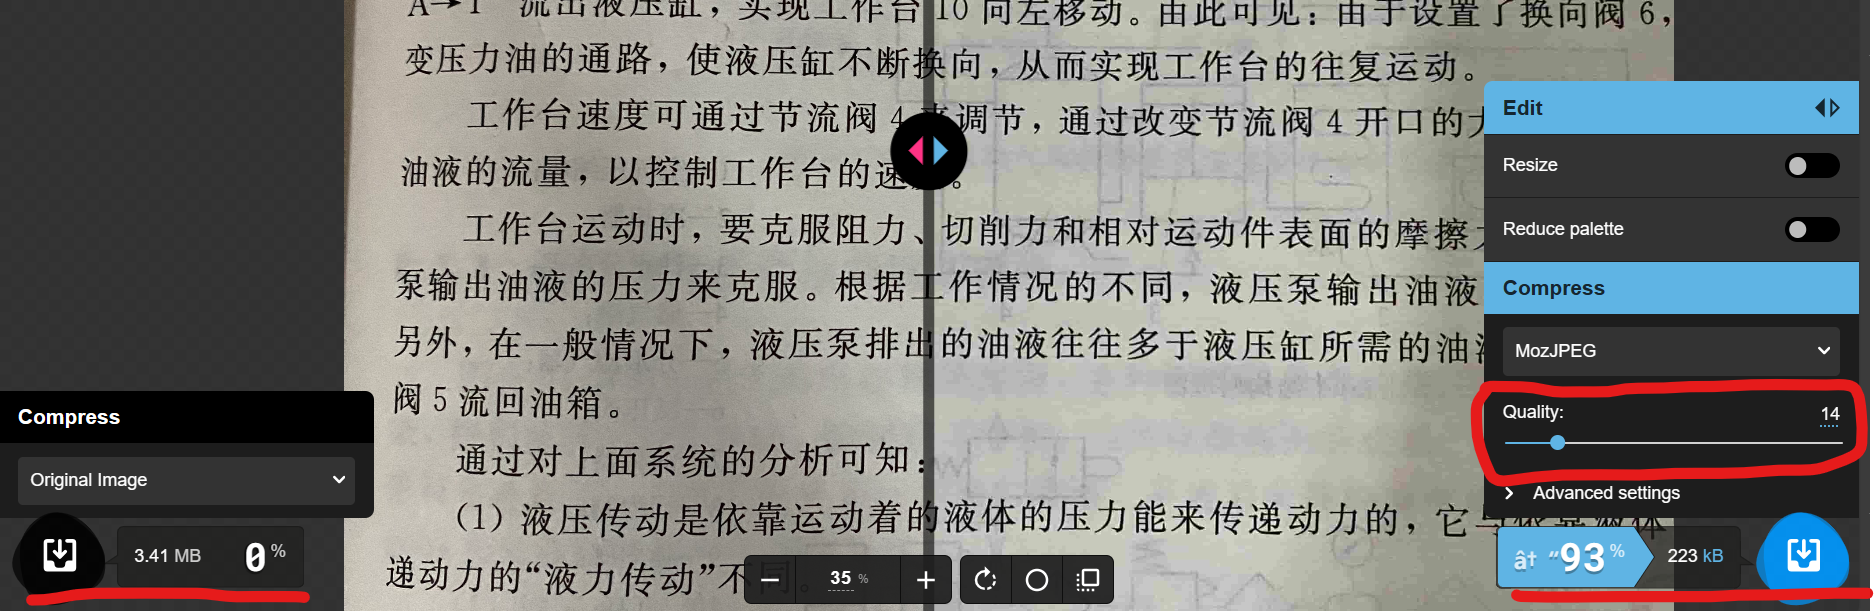 A→1 流出液压缸，实现工作台 10 向左移动。由此可见：由于设置了换向阀 6，
变压力油的通路，使液压缸不断换向，从而实现工作台的往复运动。
工作台速度可通过节流阀 4 来调节，通过改变节流阀 4 开口的
油液的流量，以控制工作台的速 。
工作台运动时，要克服阻力、切削力和相对运动件表面的摩擦
泵输出油液的压力来克服。根据工作情况的不同，液压泵输出油液
另外，在一般情况下，液压泵排出的油液往往多于液压缸所需的油
阀 5 流回油箱。
通过对上面系统的分析可知：
（1）液压传动是依靠运动着的液体的压力能来传递动力的，它
递动力的“液力传动”不同。
Edit
Resize
Reduce palette
Compress
MozJPEG
Quality: 14
Advanced settings
â† “93 %
223 kB
Compress
Original Image
3.41 MB 0 %
35 %